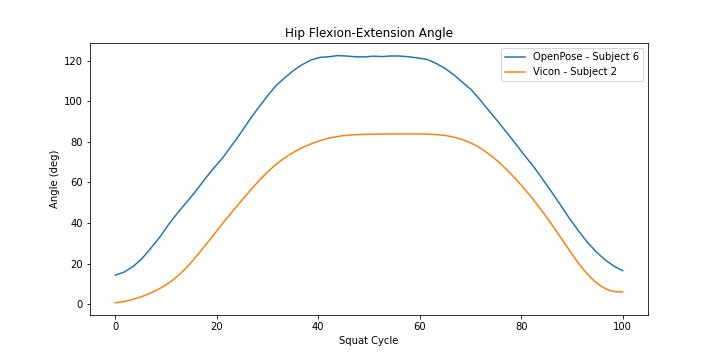 Hip Flexion-Extension Angle
OpenPose - Subject 6
Vicon - Subject 2
120
100
80
60
40
20
0
Angle (deg)
0 20 40 60 80 100
Squat Cycle